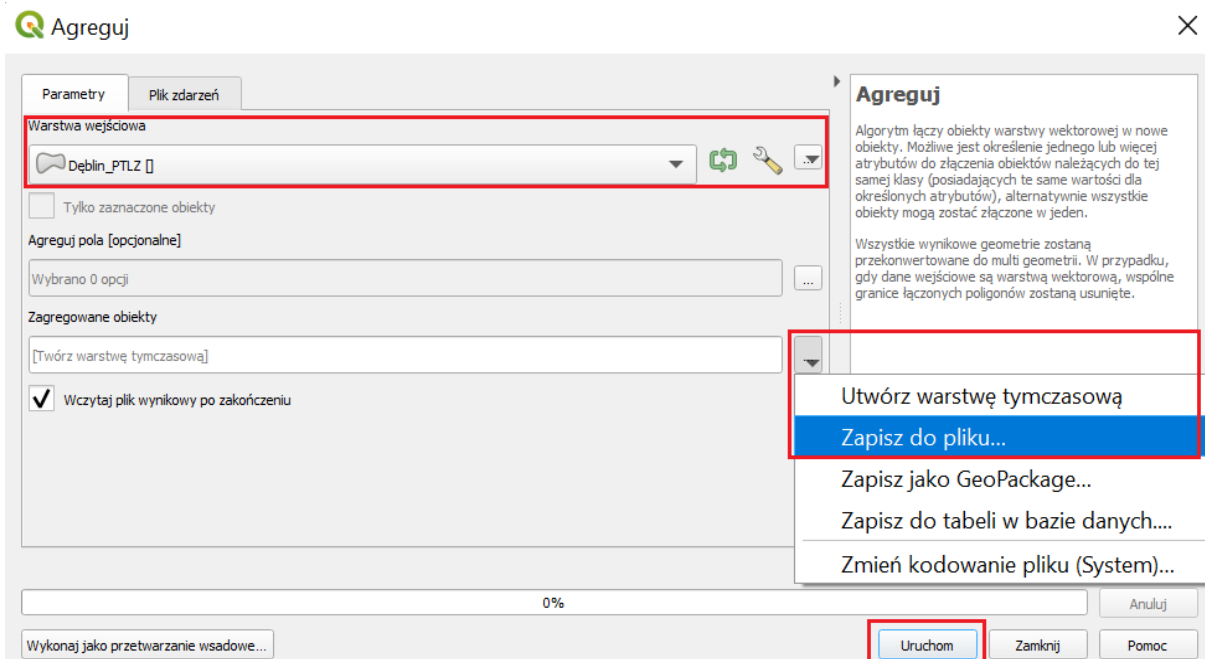 Agreguj
Parametry
Plik zdarzeń
Warstwa wejściowa
Dęblin_PTLZ []
Tylko zaznaczone obiekty
Agreguj pola [opcjonalne]
Wybrano 0 opcji
...
Zagregowane obiekty
[Twórz warstwę tymczasową]
Wczytaj plik wynikowy po zakończeniu
Agreguj
Algorytm łączy obiekty warstwy wektorowej w nowe
obiekty. Możliwe jest określenie jednego lub więcej
atrybutów do złączenia obiektów należących do tej
samej klasy (posiadających te same wartości dla
określonych atrybutów), alternatywnie wszystkie
obiekty mogą zostać złączone w jeden.
Wszystkie wynikowe geometrie zostaną
przekonwertowane do multi geometrii. W przypadku,
gdy dane wejściowe są warstwą wektorową, wspólne
granice łączonych poligonów zostaną usunięte.
Utwórz warstwę tymczasową
Zapisz do pliku...
Zapisz jako GeoPackage...
Zapisz do tabeli w bazie danych....
Zmień kodowanie pliku (System)...
0%
Anuluj
Wykonaj jako przetwarzanie wsadowe...
Uruchom
Zamknij
Pomoc